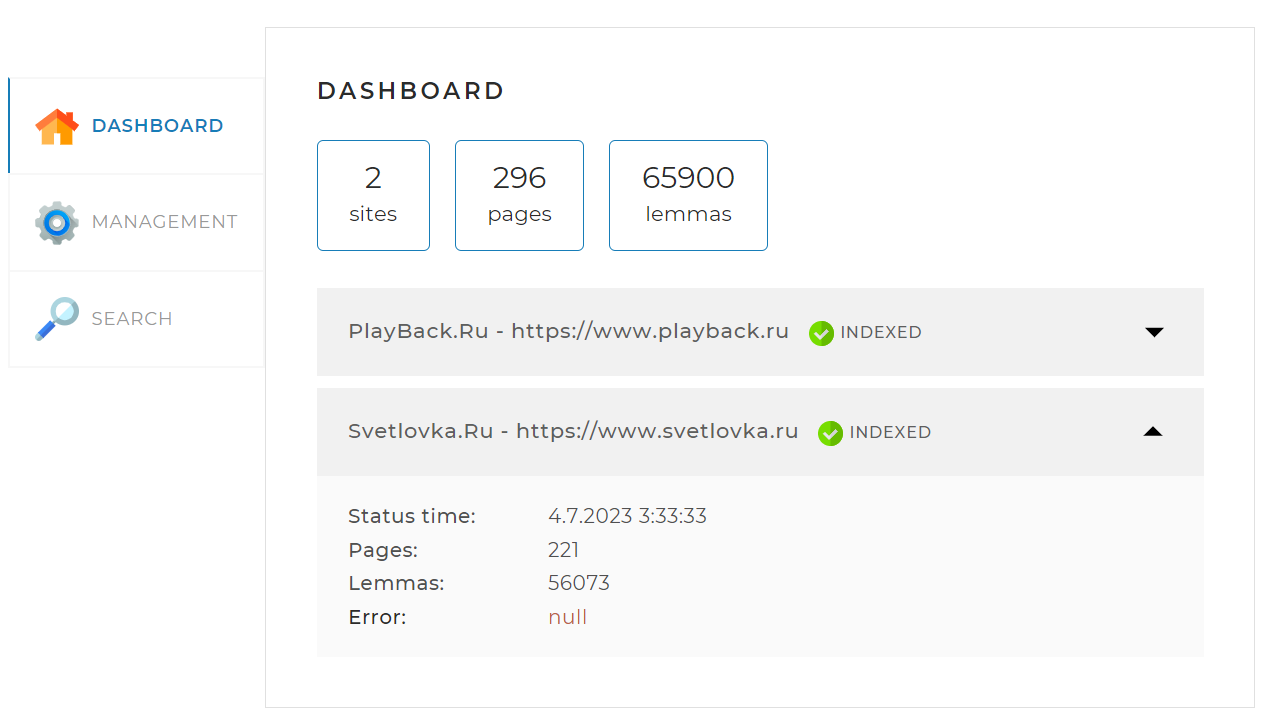 DASHBOARD
MANAGEMENT
SEARCH
DASHBOARD
2
sites
296
pages
65900
lemmas
PlayBack.Ru - https://www.playback.ru INDEXED
Svetlovka.Ru - https://www.svetlovka.ru INDEXED
Status time: 4.7.2023 3:33:33
Pages: 221
Lemmas: 56073
Error: null